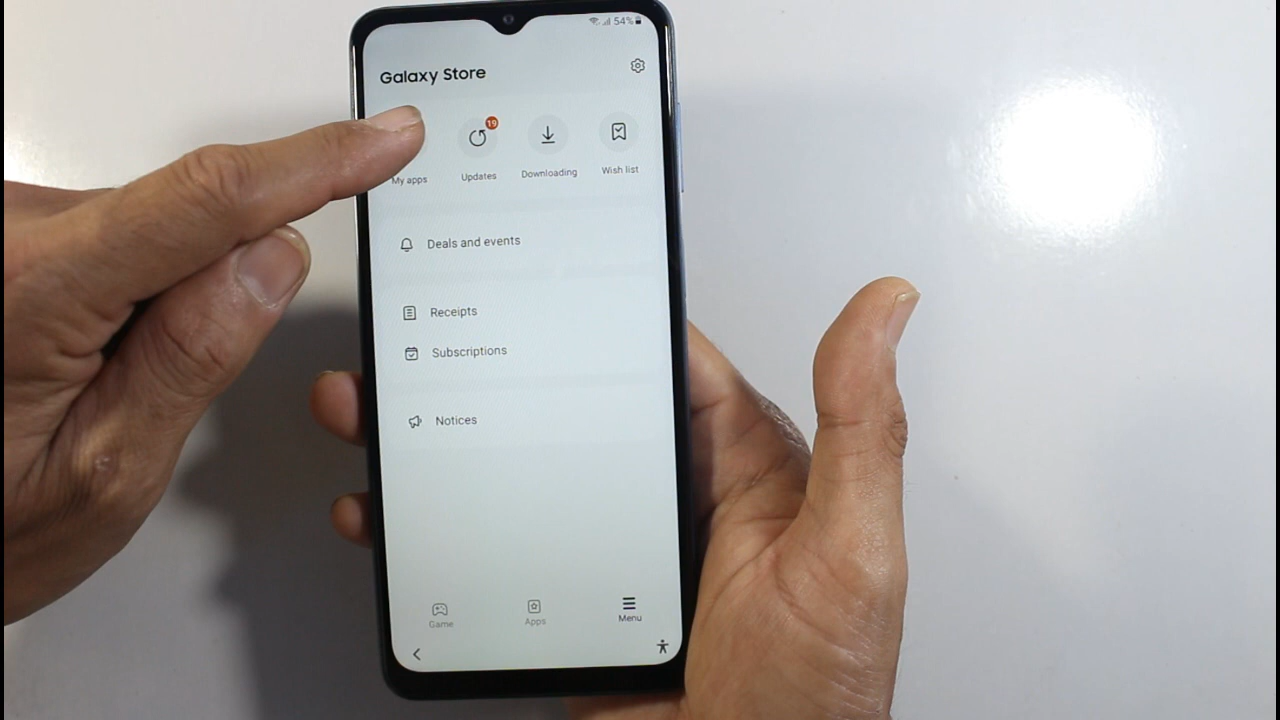 54%
Galaxy Store
19
My apps
Updates
Downloading
Wish list
Deals and events
Receipts
Subscriptions
Notices
Game
Apps
Menu